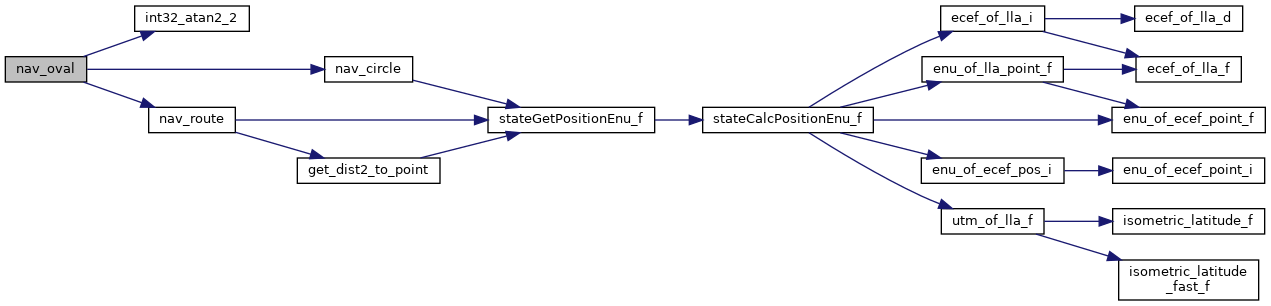 nav_oval
int32_atan2_2
nav_circle
nav_route
get_dist2_to_point
stateGetPositionEnu_f
stateCalcPositionEnu_f
ecef_of_lla_i
enu_of_lla_point_f
enu_of_ecef_pos_i
utm_of_lla_f
ecef_of_lla_d
ecef_of_lla_f
enu_of_ecef_point_f
enu_of_ecef_point_i
isometric_latitude_f
isometric_latitude
_fast_f